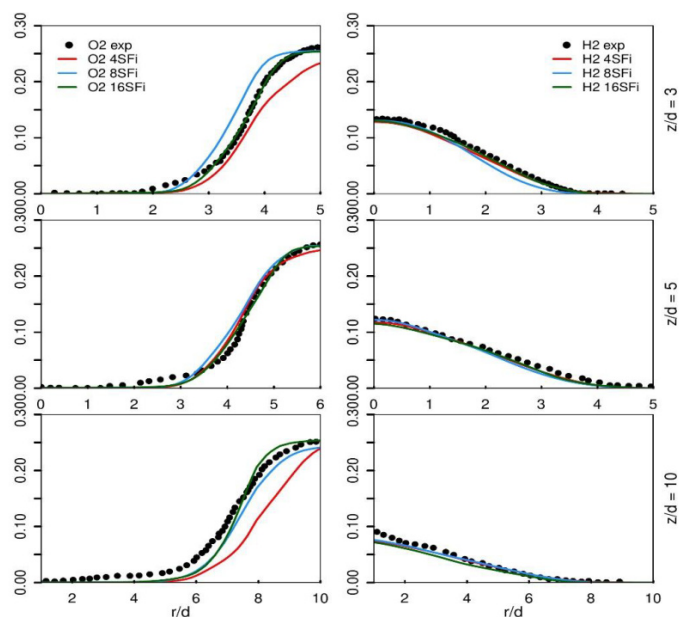 0.30
0.20
0.10
0.00
O2 exp
O2 4SFi
O2 8SFi
O2 16SFi
0 1 2 3 4 5
H2 exp
H2 4SFi
H2 8SFi
H2 16SFi
0 1 2 3 4 5
z/d = 3
0.30
0.20
0.10
0.00
0 1 2 3 4 5 6
0 1 2 3 4 5
z/d = 5
0.30
0.20
0.10
0.00
2 4 6 8 10
r/d
2 4 6 8 10
r/d
z/d = 10